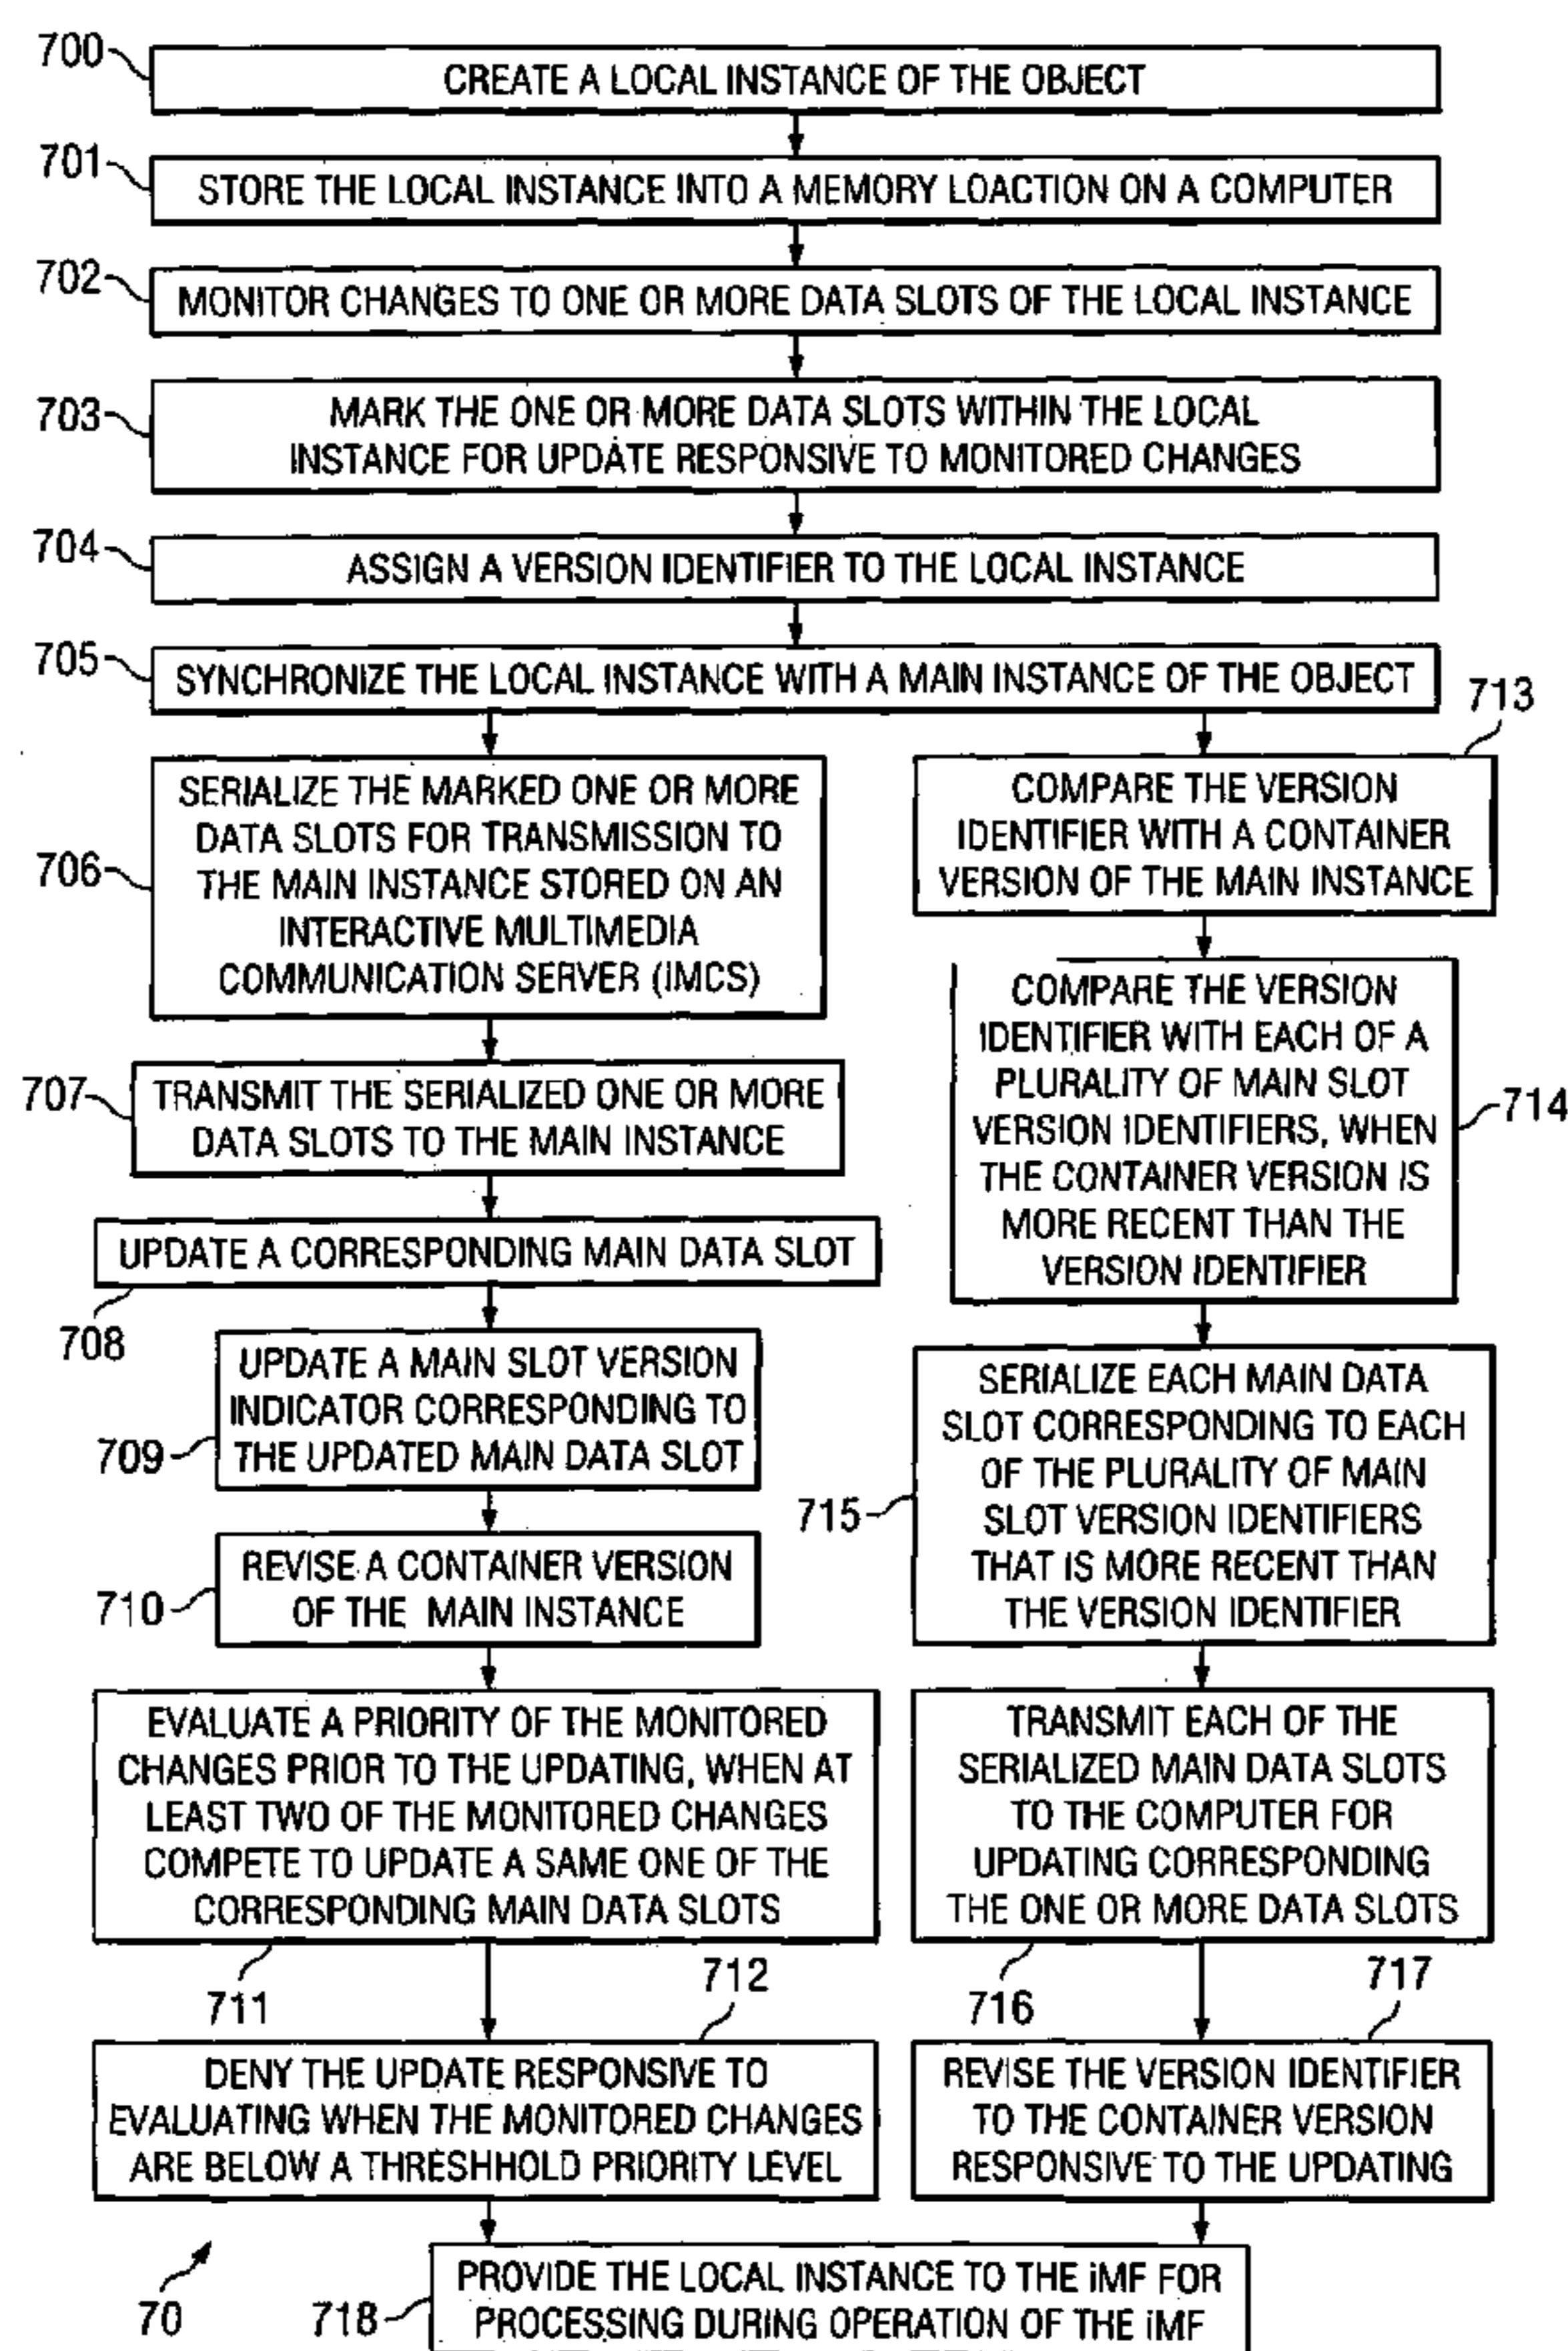 700
CREATE A LOCAL INSTANCE OF THE OBJECT
701
STORE THE LOCAL INSTANCE INTO A MEMORY LOACTION ON A COMPUTER
702
MONITOR CHANGES TO ONE OR MORE DATA SLOTS OF THE LOCAL INSTANCE
703
MARK THE ONE OR MORE DATA SLOTS WITHIN THE LOCAL
INSTANCE FOR UPDATE RESPONSIVE TO MONITORED CHANGES
704
ASSIGN A VERSION IDENTIFIER TO THE LOCAL INSTANCE
705
SYNCHRONIZE THE LOCAL INSTANCE WITH A MAIN INSTANCE OF THE OBJECT
706
SERIALIZE THE MARKED ONE OR MORE
DATA SLOTS FOR TRANSMISSION TO
THE MAIN INSTANCE STORED ON AN
INTERACTIVE MULTIMEDIA
COMMUNICATION SERVER (iMCS)
707
TRANSMIT THE SERIALIZED ONE OR MORE
DATA SLOTS TO THE MAIN INSTANCE
UPDATE A CORRESPONDING MAIN DATA SLOT
708
UPDATE A MAIN SLOT VERSION
INDICATOR CORRESPONDING TO
THE UPDATED MAIN DATA SLOT
709
REVISE A CONTAINER VERSION
OF THE MAIN INSTANCE
710
EVALUATE A PRIORITY OF THE MONITORED
CHANGES PRIOR TO THE UPDATING, WHEN AT
LEAST TWO OF THE MONITORED CHANGES
COMPETE TO UPDATE A SAME ONE OF THE
CORRESPONDING MAIN DATA SLOTS
711
712
DENY THE UPDATE RESPONSIVE TO
EVALUATING WHEN THE MONITORED CHANGES
ARE BELOW A THRESHHOLD PRIORITY LEVEL
713
COMPARE THE VERSION
IDENTIFIER WITH A CONTAINER
VERSION OF THE MAIN INSTANCE
COMPARE THE VERSION
IDENTIFIER WITH EACH OF A
PLURALITY OF MAIN SLOT
VERSION IDENTIFIERS, WHEN
THE CONTAINER VERSION IS
MORE RECENT THAN THE
VERSION IDENTIFIER
714
SERIALIZE EACH MAIN DATA
SLOT CORRESPONDING TO EACH
OF THE PLURALITY OF MAIN
SLOT VERSION IDENTIFIERS
THAT IS MORE RECENT THAN
THE VERSION IDENTIFIER
715
TRANSMIT EACH OF THE
SERIALIZED MAIN DATA SLOTS
TO THE COMPUTER FOR
UPDATING CORRESPONDING
THE ONE OR MORE DATA SLOTS
716
717
REVISE THE VERSION IDENTIFIER
TO THE CONTAINER VERSION
RESPONSIVE TO THE UPDATING
70
718
PROVIDE THE LOCAL INSTANCE TO THE iMF FOR
PROCESSING DURING OPERATION OF THE iMF